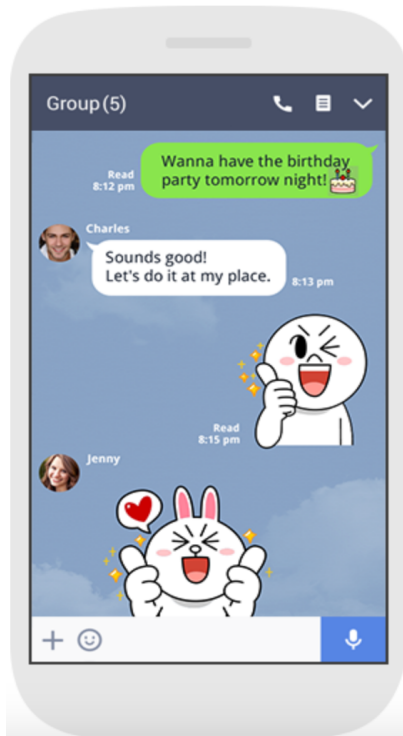 Group (5)
Wanna have the birthday
party tomorrow night!
Read
8:12 pm
Charles
Sounds good!
Let's do it at my place.
8:13 pm
Read
8:15 pm
Jenny